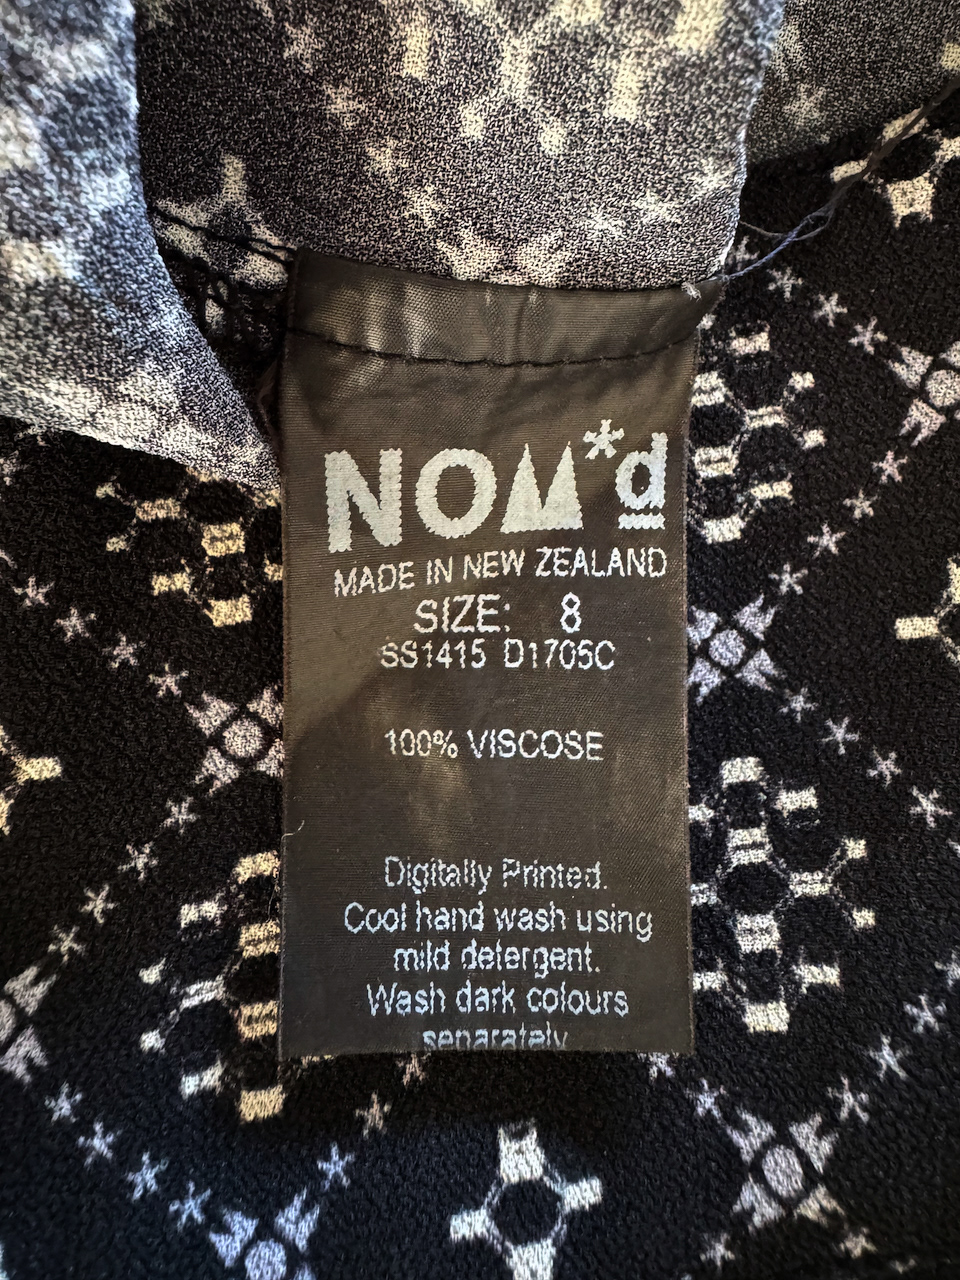 NOM*d
MADE IN NEW ZEALAND
SIZE: 8
SS1415 D1705C
100% VISCOSE
Digitally Printed.
Cool hand wash using
mild detergent.
Wash dark colours
separately